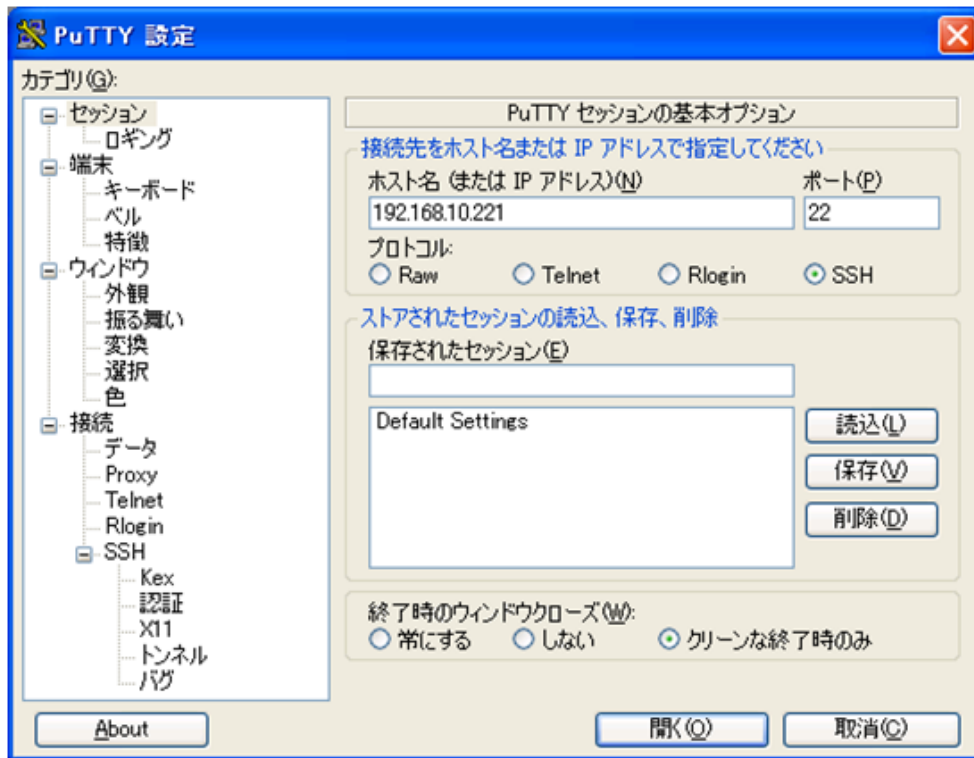 PuTTY 設定
カテゴリ(G):
セッション
ロギング
端末
キーボード
ベル
特徴
ウィンドウ
外観
振る舞い
変換
選択
色
接続
データ
Proxy
Telnet
Rlogin
SSH
Kex
認証
X11
トンネル
バグ
PuTTY セッションの基本オプション
接続先をホスト名または IP アドレスで指定してください
ホスト名 (または IP アドレス)(N) ポート(P)
192.168.10.221 22
プロトコル:
Raw Telnet Rlogin SSH
ストアされたセッションの読込、保存、削除
保存されたセッション(E)
Default Settings
読込(L)
保存(V)
削除(D)
終了時のウィンドウクローズ(W):
常にする しない クリーンな終了時のみ
About 開く(O) 取消(C)